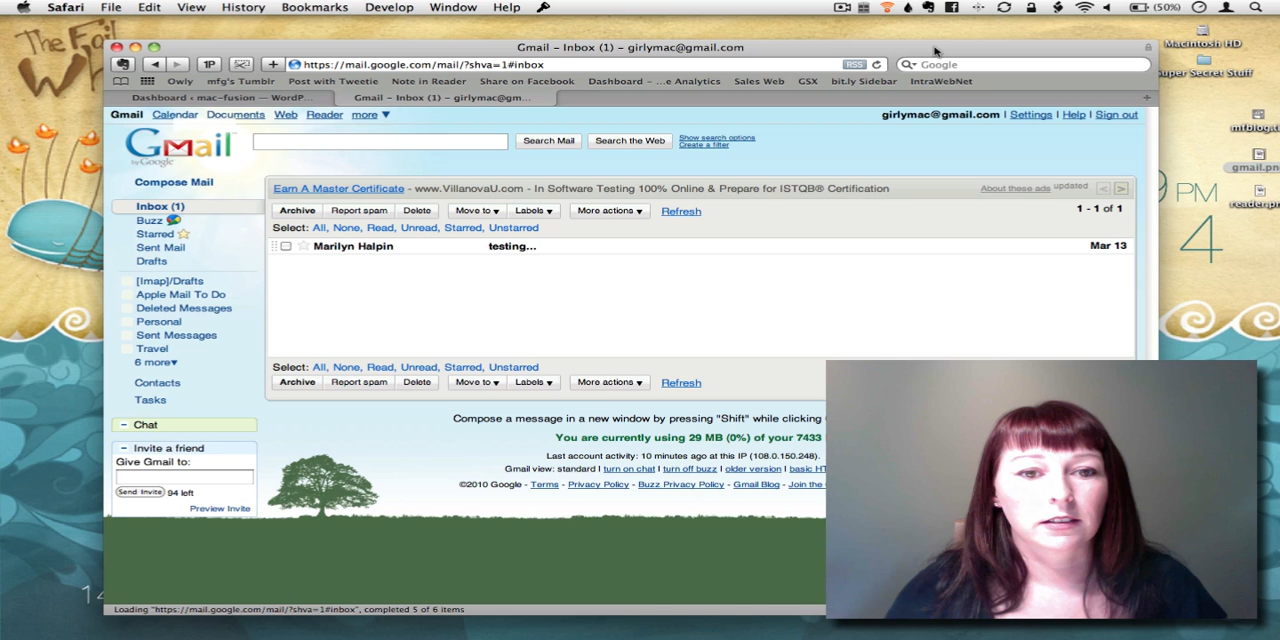 Safari File Edit View History Bookmarks Develop Window Help
(50%)
The Fail
Macintosh HD
Super Secret Stuff
gmail.pn
PM
4
Gmail – Inbox (1) – girlymac@gmail.com
1P
https://mail.google.com/mail/?shva=1#inbox
RSS
Google
Owly mfg's Tumblr Post with Tweetie Note in Reader Share on Facebook Dashboard – ...e Analytics Sales Web GSX bit.ly Sidebar IntraWebNet
Dashboard ‹ mac-fusion — WordP...
Gmail – Inbox (1) – girlymac@gm...
Gmail Calendar Documents Web Reader more ▼
girlymac@gmail.com | Settings | Help | Sign out
Gmail
by Google
Search Mail
Search the Web
Show search options
Create a filter
Compose Mail
Inbox (1)
Buzz
Starred
Sent Mail
Drafts
[Imap]/Drafts
Apple Mail To Do
Deleted Messages
Personal
Sent Messages
Travel
6 more▼
Contacts
Tasks
– Chat
– Invite a friend
Give Gmail to:
Send Invite 94 left
Preview Invite
Earn A Master Certificate - www.VillanovaU.com - In Software Testing 100% Online & Prepare for ISTQB® Certification
About these ads updated < >
Archive Report spam Delete Move to ▼ Labels ▼ More actions ▼ Refresh
1 - 1 of 1
Select: All, None, Read, Unread, Starred, Unstarred
Marilyn Halpin testing... Mar 13
Select: All, None, Read, Unread, Starred, Unstarred
Archive Report spam Delete Move to ▼ Labels ▼ More actions ▼ Refresh
Compose a message in a new window by pressing "Shift" while clicking
You are currently using 29 MB (0%) of your 7433
Last account activity: 10 minutes ago at this IP (108.0.150.248).
Gmail view: standard | turn on chat | turn off buzz | older version | basic HT
©2010 Google - Terms - Privacy Policy - Buzz Privacy Policy - Gmail Blog - Join the
Loading "https://mail.google.com/mail/?shva=1#inbox", completed 5 of 6 items